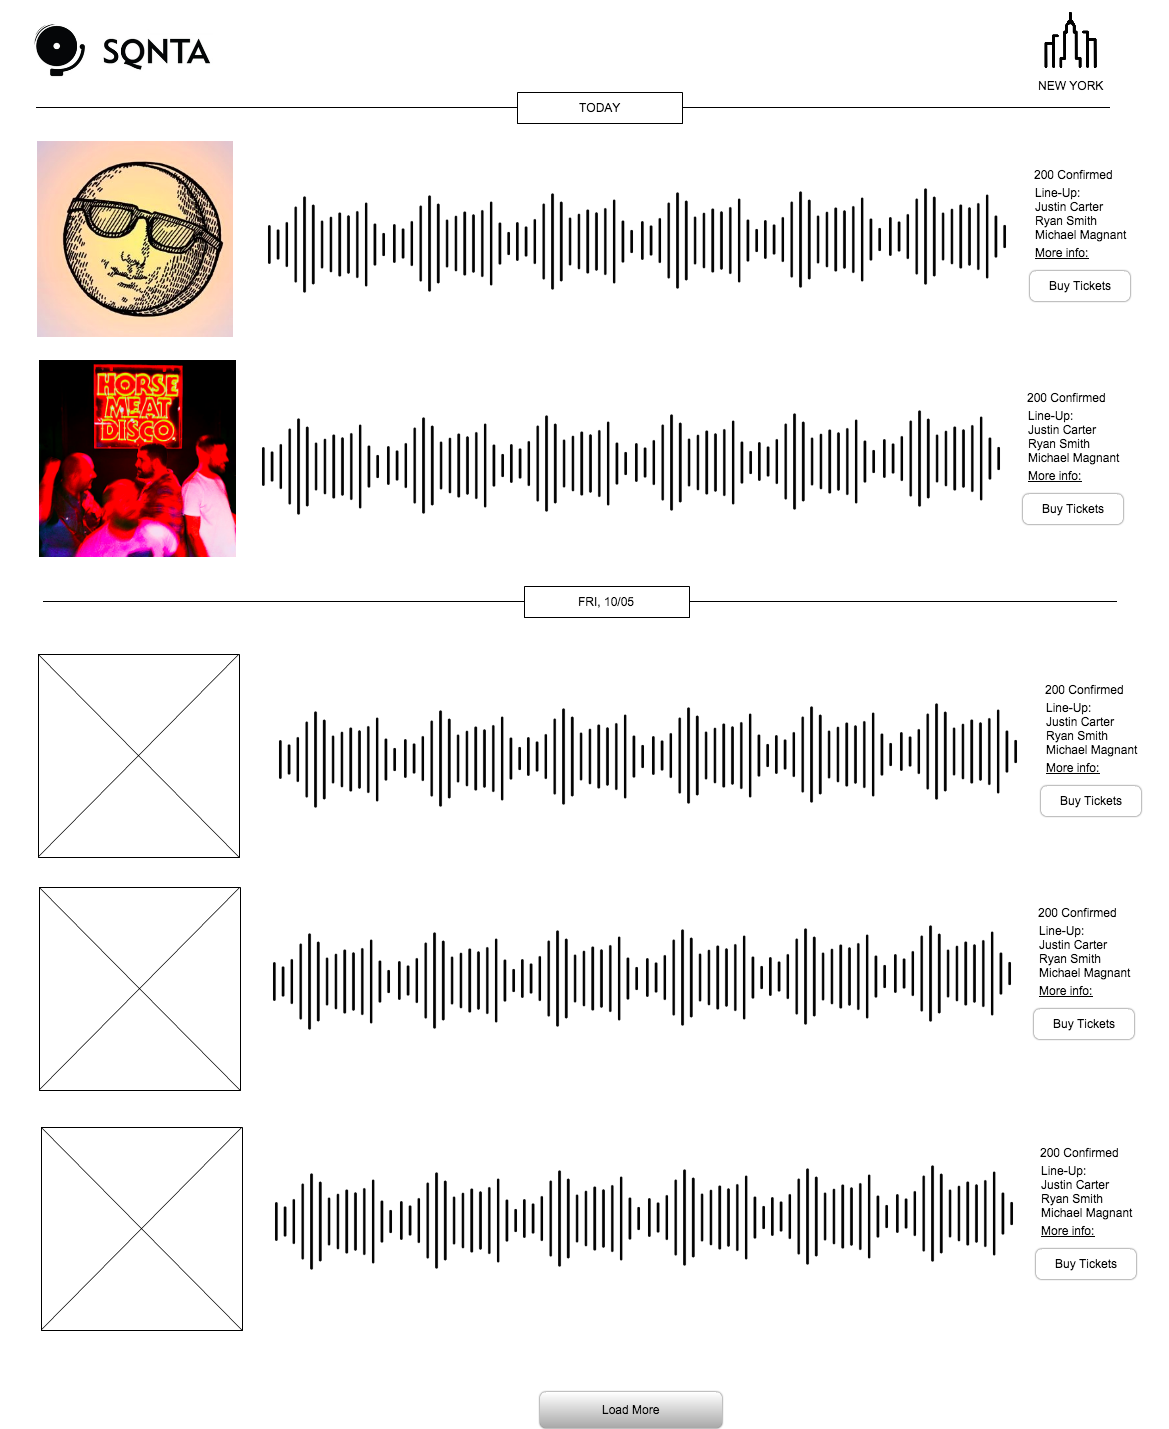 SQNTA
NEW YORK
TODAY
200 Confirmed
Line-Up:
Justin Carter
Ryan Smith
Michael Magnant
More info:
Buy Tickets
HORSE
MEAT
DISCO
200 Confirmed
Line-Up:
Justin Carter
Ryan Smith
Michael Magnant
More info:
Buy Tickets
FRI, 10/05
200 Confirmed
Line-Up:
Justin Carter
Ryan Smith
Michael Magnant
More info:
Buy Tickets
200 Confirmed
Line-Up:
Justin Carter
Ryan Smith
Michael Magnant
More info:
Buy Tickets
200 Confirmed
Line-Up:
Justin Carter
Ryan Smith
Michael Magnant
More info:
Buy Tickets
Load More